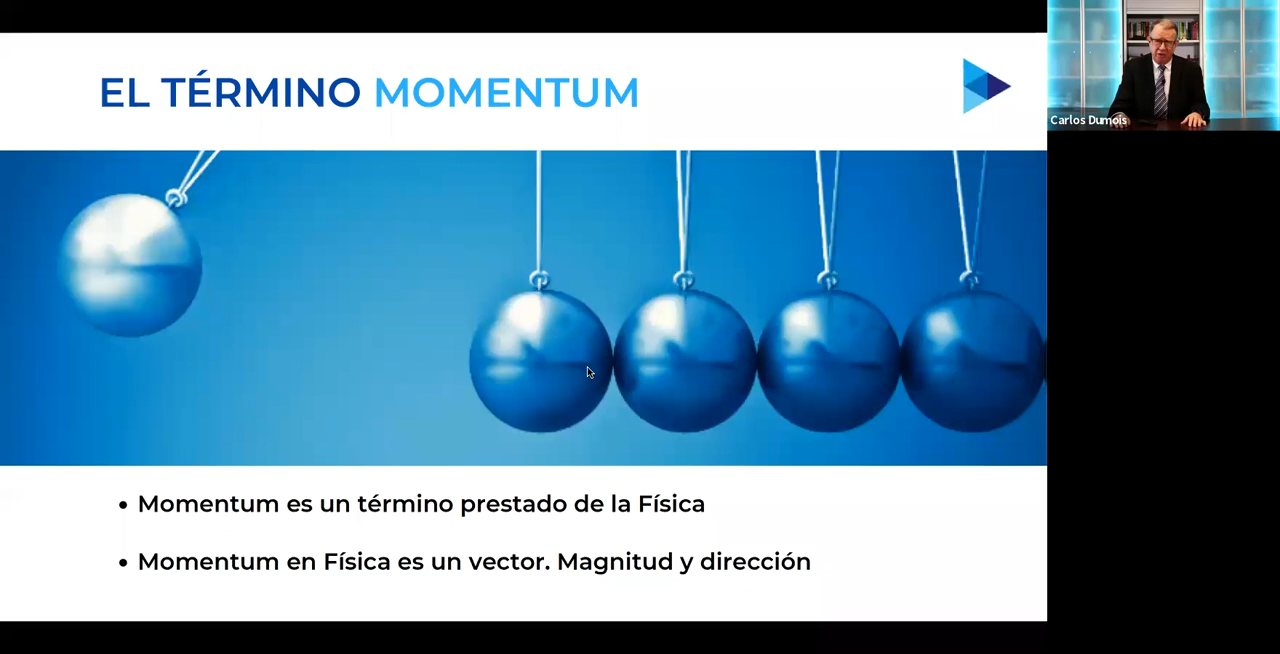 EL TÉRMINO MOMENTUM
Carlos Dumois
• Momentum es un término prestado de la Física
• Momentum en Física es un vector. Magnitud y dirección